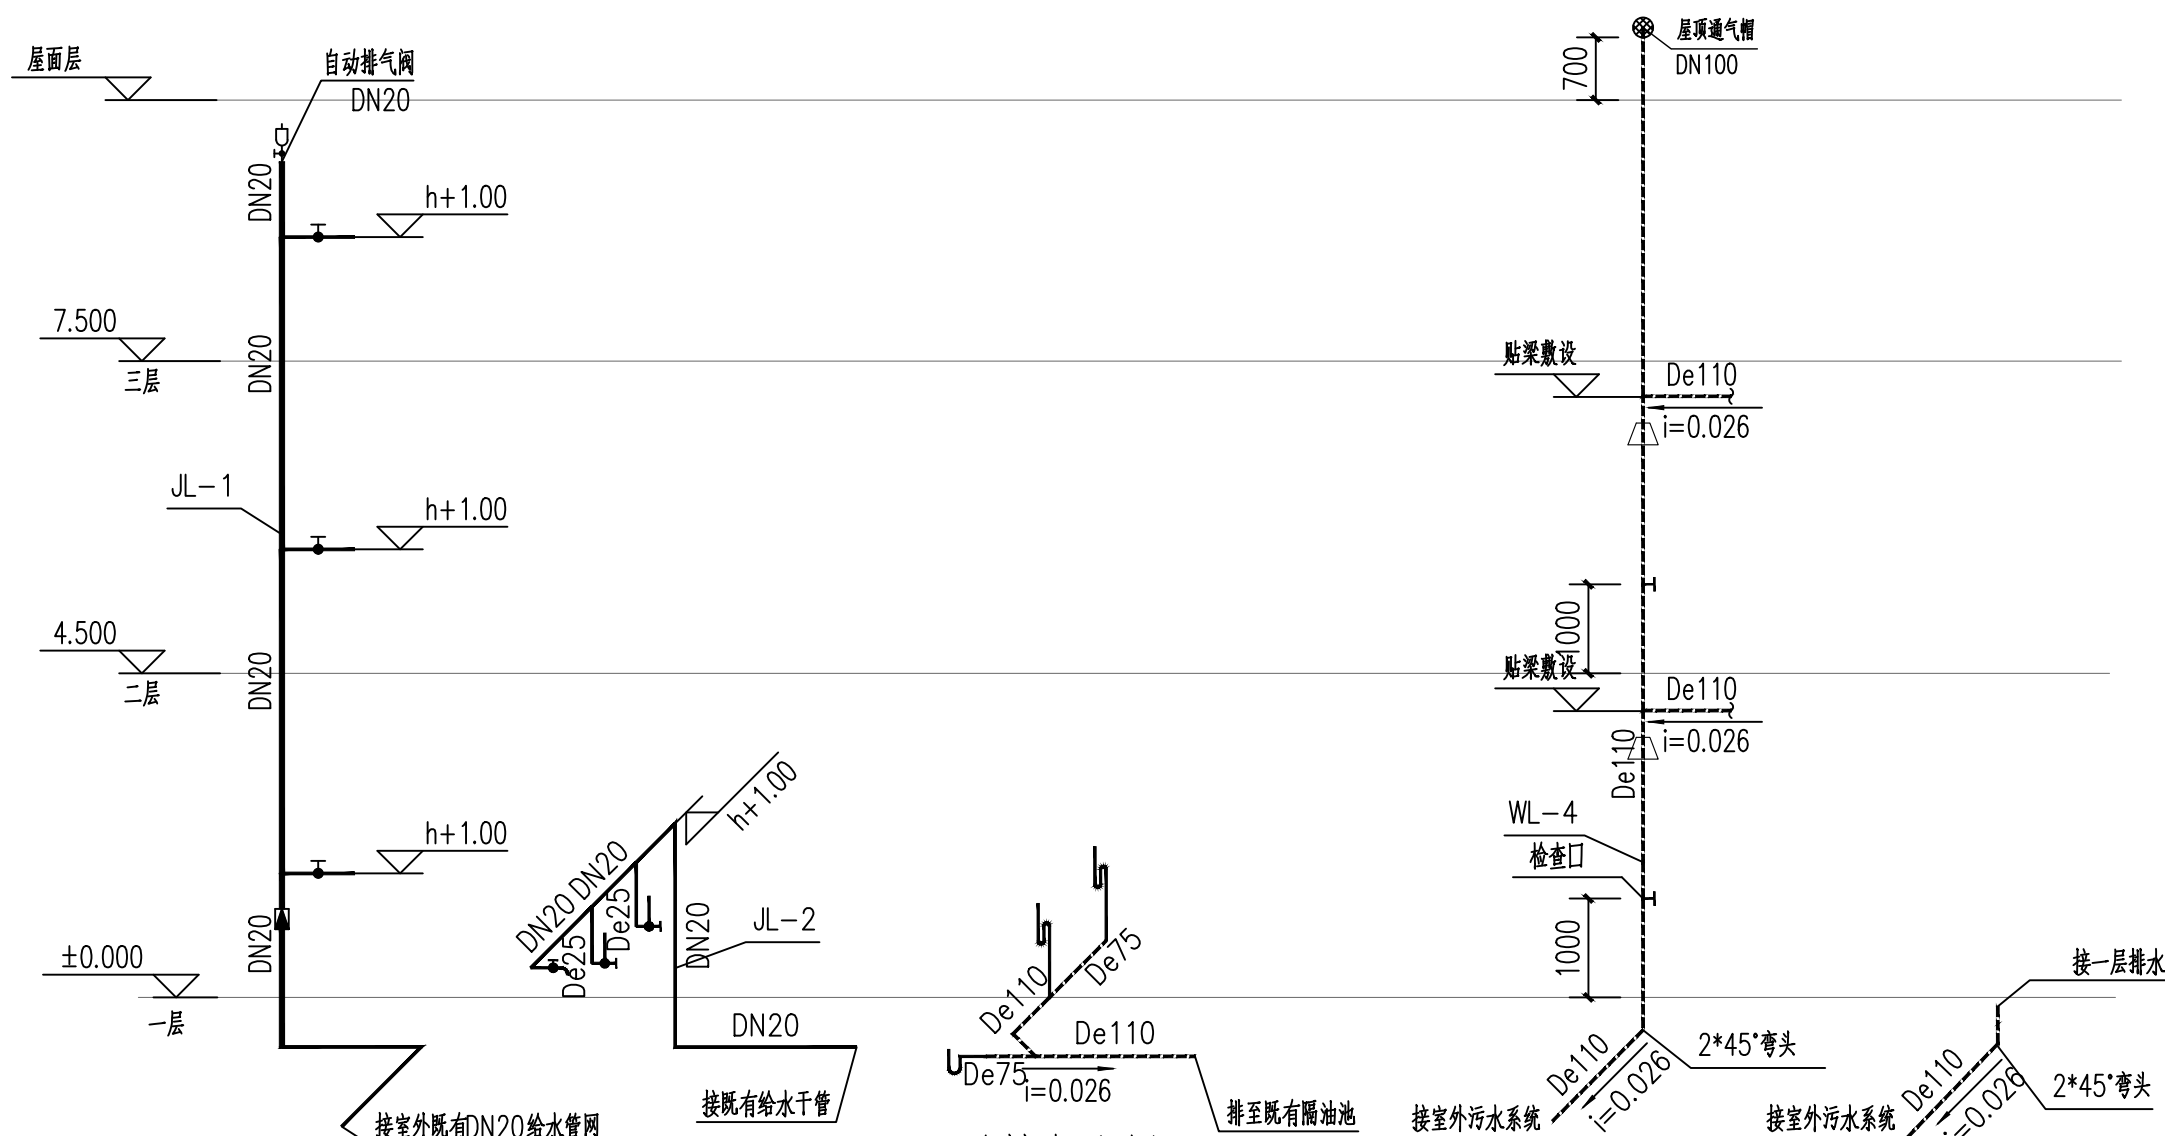 屋面层
自动排气阀
DN20
屋顶通气帽
DN100
700
DN20
h+1.00
7.500
三层
DN20
贴梁敷设
De110
i=0.026
JL-1
h+1.00
4.500
二层
DN20
1000
贴梁敷设
De110
i=0.026
De110
h+1.00
WL-4
检查口
h+1.00
DN20
DN20
De25
De25
DN20
JL-2
DN20
±0.000
一层
1000
De110
De75
接一层排水
DN20
De110
De75
i=0.026
2*45°弯头
De110
i=0.026
De110
i=0.026
2*45°弯头
接室外既有DN20给水管网
接既有给水干管
排至既有隔油池
接室外污水系统
接室外污水系统